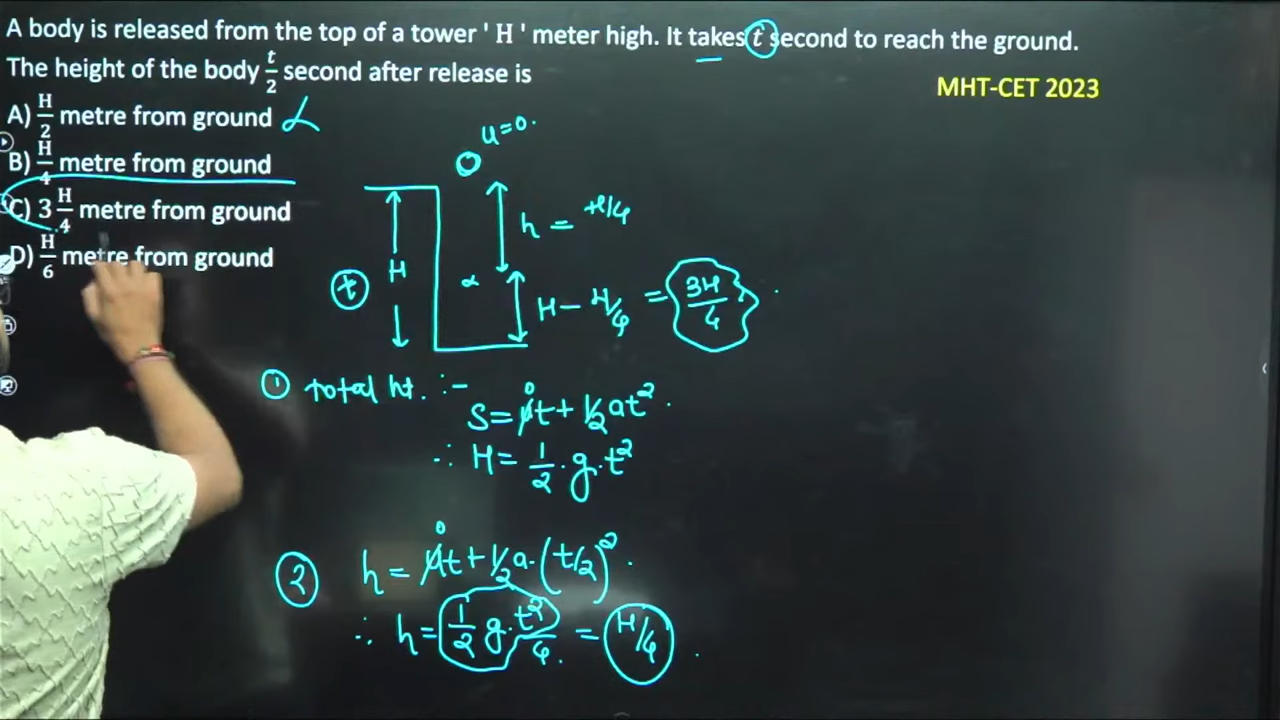 A body is released from the top of a tower ' H ' meter high. It takes t second to reach the ground.
The height of the body t/2 second after release is
MHT-CET 2023
A) H/2 metre from ground
B) H/4 metre from ground
C) 3 H/4 metre from ground
D) H/6 metre from ground
u=0.
h = H/4
t
H
H - H/4 = 3H/4
① total ht. :-
S = ut + 1/2 at² .
0
∴ H = 1/2 . g . t²
② h = ut + 1/2 a . (t/2)² .
0
∴ h = 1/2 g . t²/4 = H/4